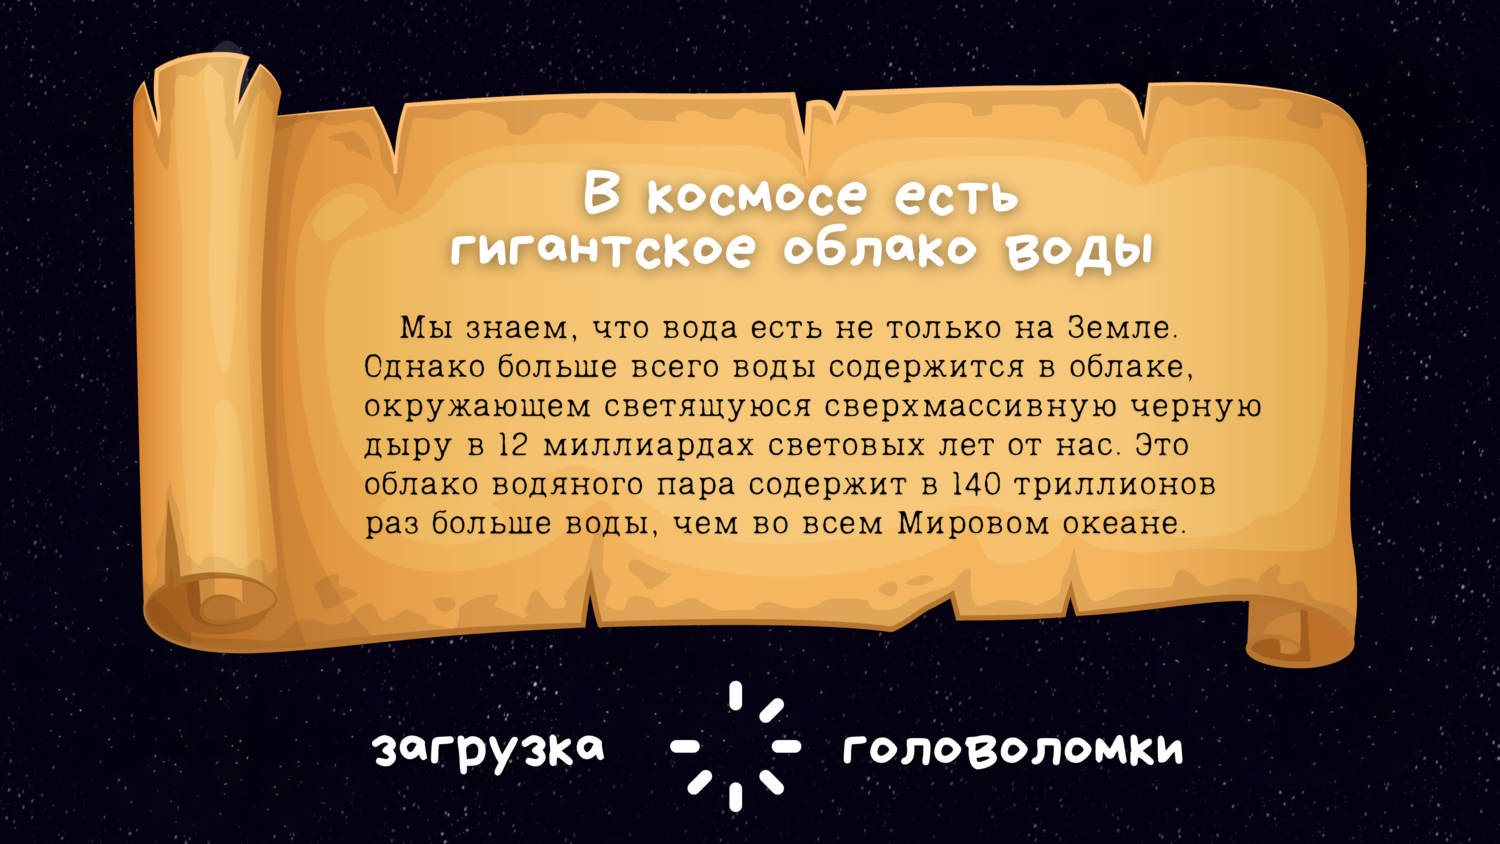 В космосе есть
гигантское облако воды
Мы знаем, что вода есть не только на Земле.
Однако больше всего воды содержится в облаке,
окружающем светящуюся сверхмассивную черную
дыру в 12 миллиардах световых лет от нас. Это
облако водяного пара содержит в 140 триллионов
раз больше воды, чем во всем Мировом океане.
загрузка головоломки